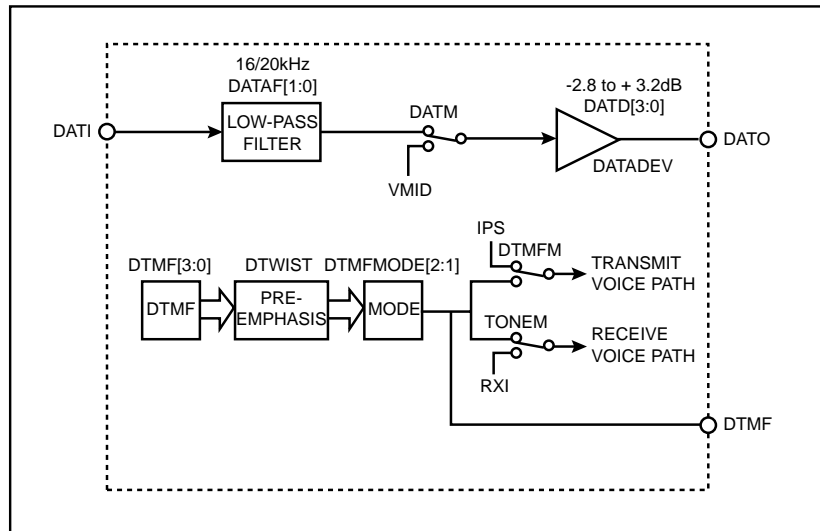 16/20kHz
DATAF[1:0]
-2.8 to + 3.2dB
DATD[3:0]
DATM
DATI
LOW-PASS
FILTER
DATO
DATADEV
VMID
IPS
DTMFM
DTMF[3:0]
DTWIST
DTMFMODE[2:1]
TRANSMIT
VOICE PATH
DTMF
PRE-
EMPHASIS
MODE
TONEM
RECEIVE
VOICE PATH
RXI
DTMF